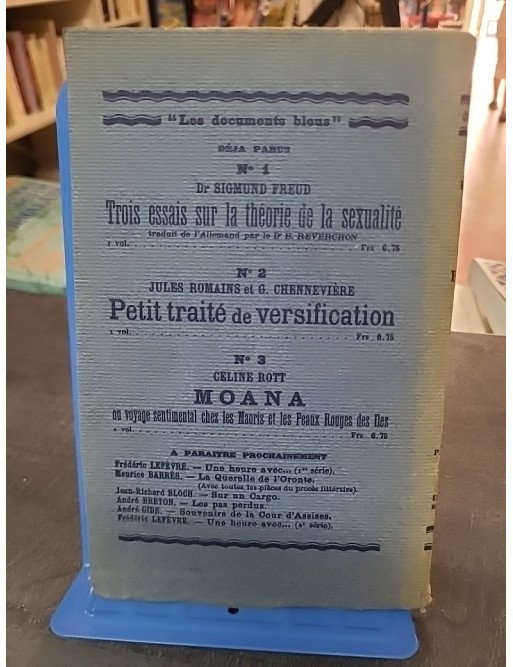 "Les documents bleus"
DÉJA PARUS
N° 1
Dr SIGMUND FREUD
Trois essais sur la théorie de la sexualité
traduit de l'Allemand par le Dr B. REVERCHON
1 vol. . . . . . . . . . . . . . . . . . . . . . . . . . . Frs 6.75
N° 2
JULES ROMAINS et G. CHENNEVIÈRE
Petit traité de versification
1 vol. . . . . . . . . . . . . . . . . . . . . . . . . . . Frs 6.75
N° 3
CELINE ROTT
MOANA
ou voyage sentimental chez les Maoris et les Peaux Rouges des Iles
1 vol. . . . . . . . . . . . . . . . . . . . . . . . . . . Frs 6.75
A PARAITRE PROCHAINEMENT
Frédéric LEFÈVRE. — Une heure avec... (1re série).
Maurice BARRÈS. — La Querelle de l'Oronte.
(Avec toutes les pièces du procès littéraire).
Jean-Richard BLOCH. — Sur un Cargo.
André BRETON. — Les pas perdus.
André GIDE. — Souvenirs de la Cour d'Assises.
Frédéric LEFÈVRE. — Une heure avec... (2e série).